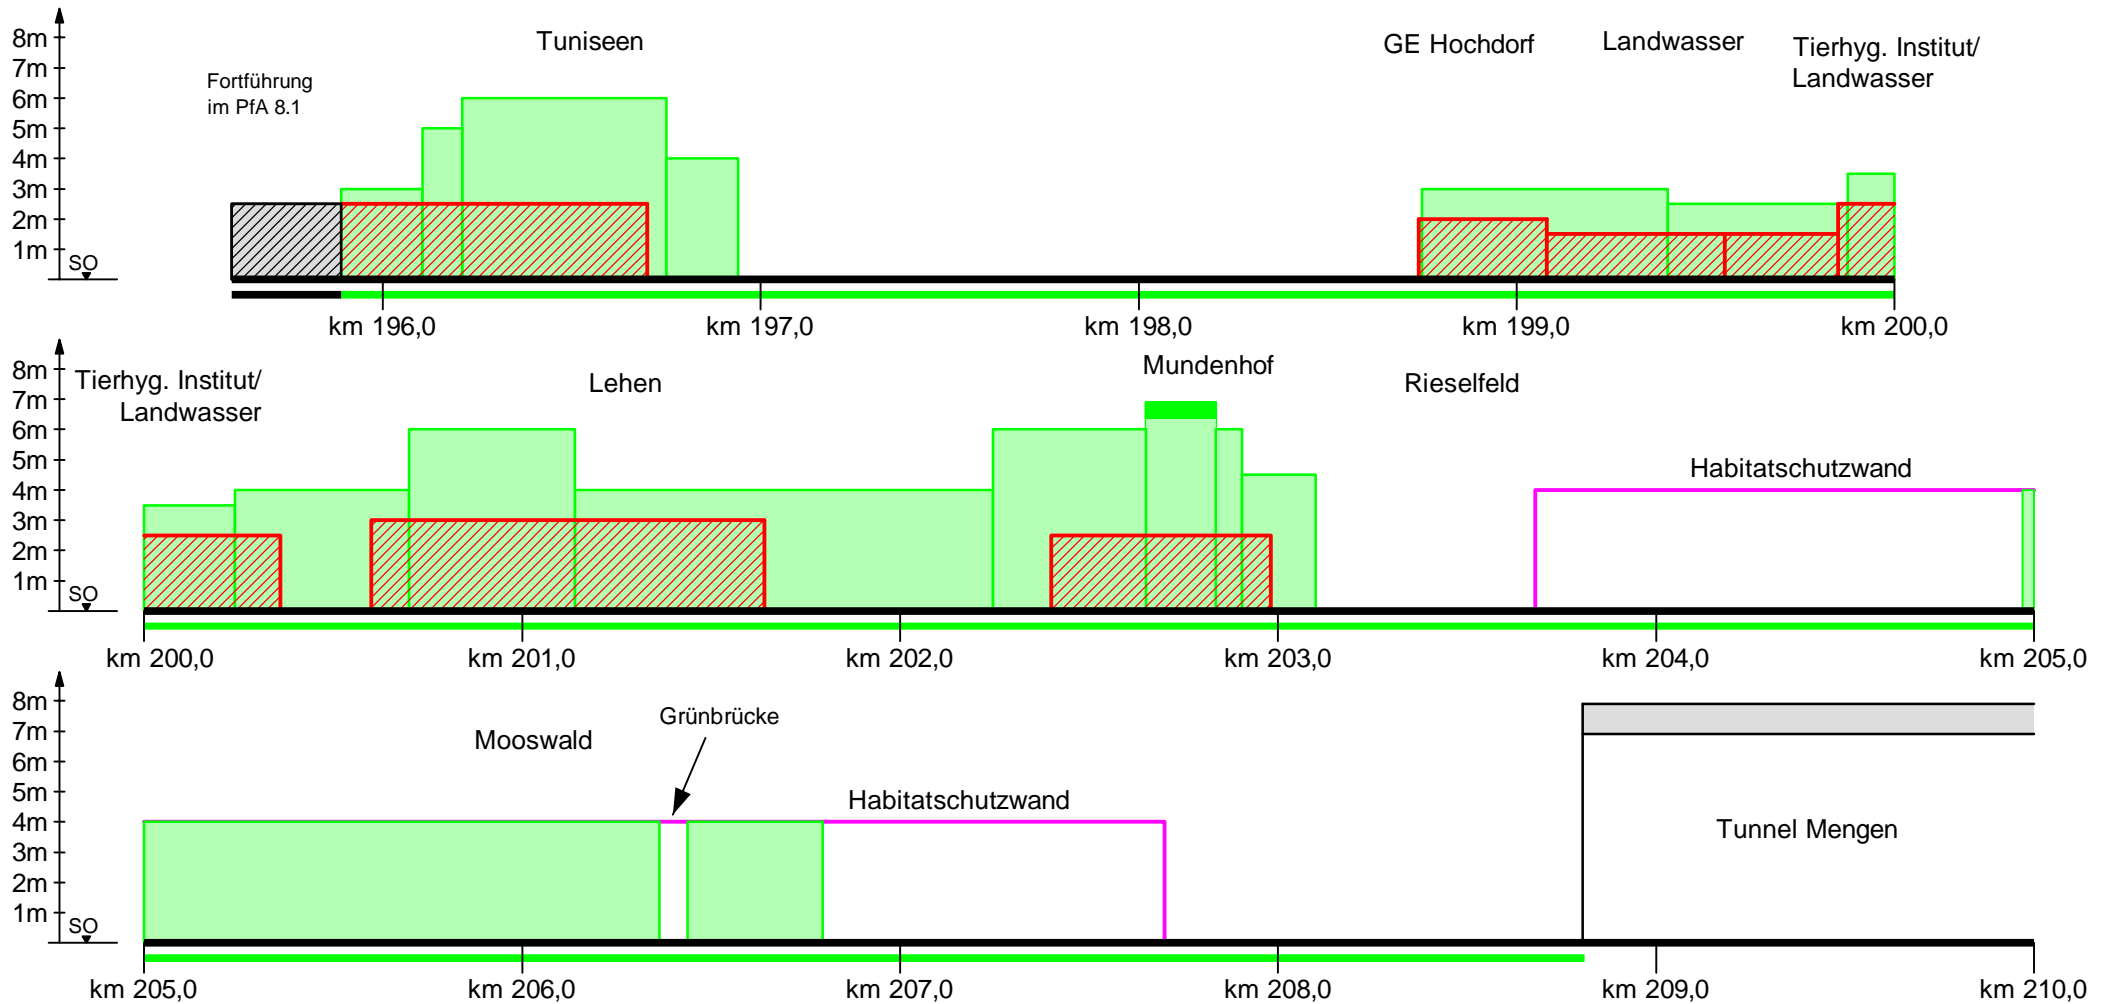 Tuniseen
GE Hochdorf
Landwasser
Tierhyg. Institut/
Landwasser
Fortführung
im PfA 8.1
8m
7m
6m
5m
4m
3m
2m
1m
SO
km 196,0
km 197,0
km 198,0
km 199,0
km 200,0
Tierhyg. Institut/
Landwasser
Lehen
Mundenhof
Rieselfeld
Habitatschutzwand
8m
7m
6m
5m
4m
3m
2m
1m
SO
km 200,0
km 201,0
km 202,0
km 203,0
km 204,0
km 205,0
Mooswald
Grünbrücke
Habitatschutzwand
Tunnel Mengen
8m
7m
6m
5m
4m
3m
2m
1m
SO
km 205,0
km 206,0
km 207,0
km 208,0
km 209,0
km 210,0